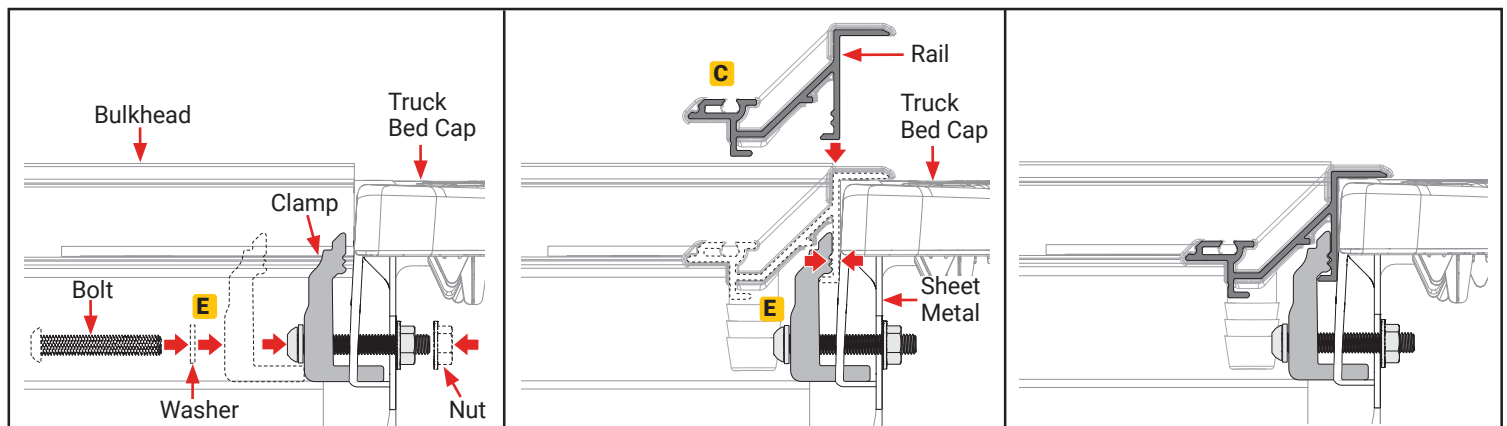 Bulkhead
Truck
Bed Cap
Clamp
Bolt
E
Washer
Nut
Rail
C
Truck
Bed Cap
E
Sheet
Metal